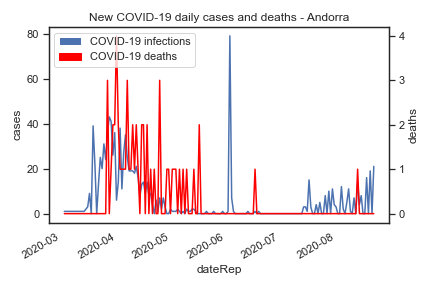 New COVID-19 daily cases and deaths - Andorra
COVID-19 infections
COVID-19 deaths
80
60
40
20
0
cases
4
3
2
1
0
deaths
2020-03
2020-04
2020-05
2020-06
2020-07
2020-08
dateRep